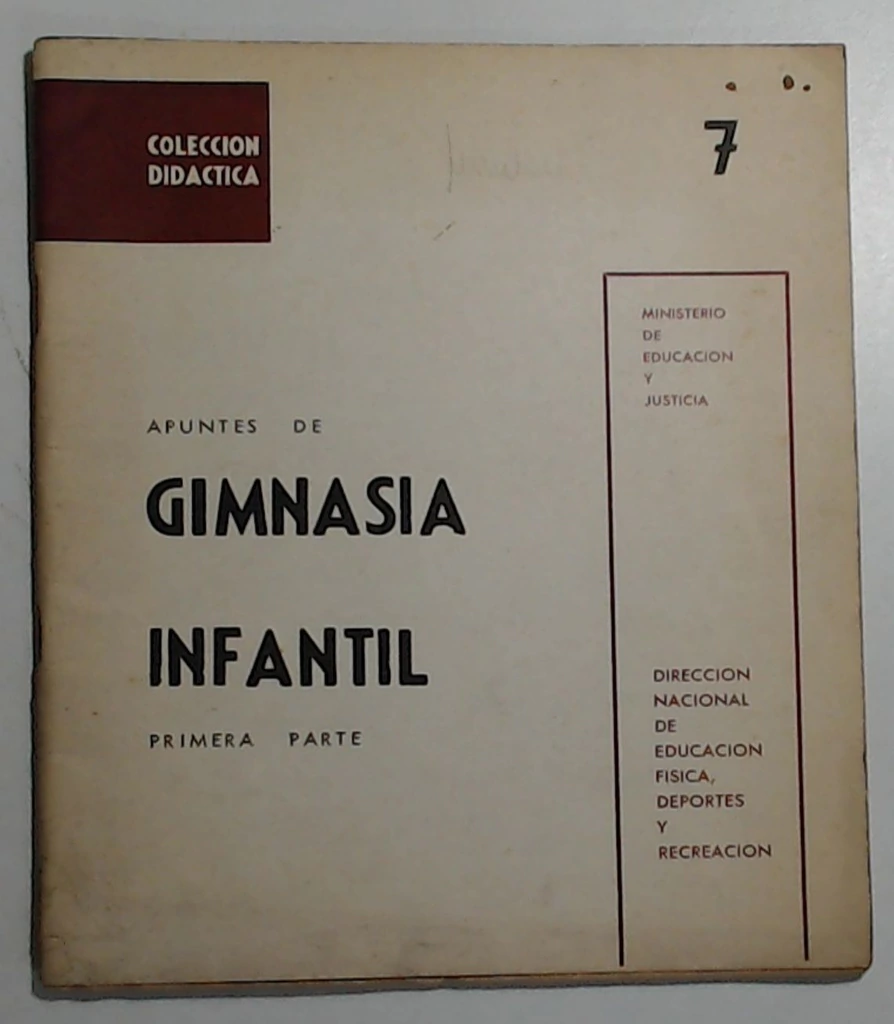 COLECCION
DIDACTICA
7
MINISTERIO
DE
EDUCACION
Y
JUSTICIA
APUNTES DE
GIMNASIA
INFANTIL
PRIMERA PARTE
DIRECCION
NACIONAL
DE
EDUCACION
FISICA,
DEPORTES
Y
RECREACION